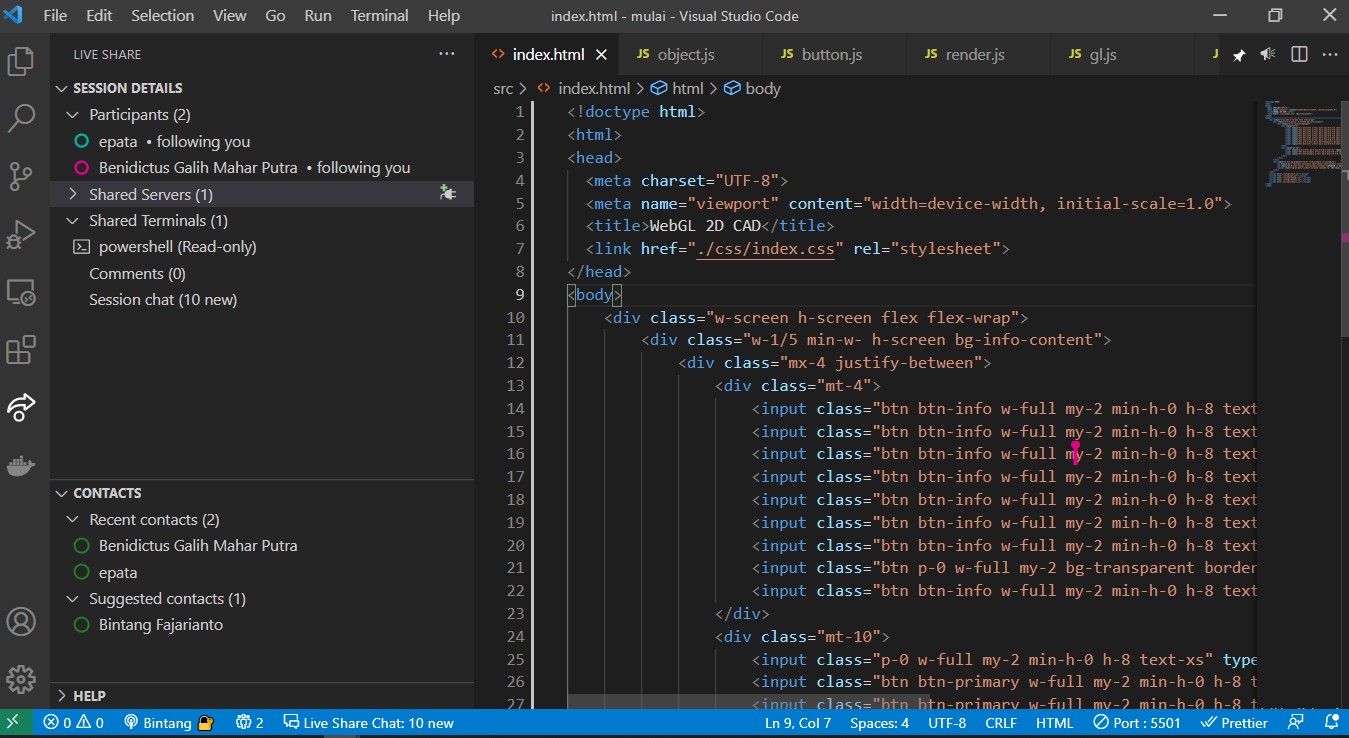 File Edit Selection View Go Run Terminal Help index.html - mulai - Visual Studio Code
LIVE SHARE
SESSION DETAILS
Participants (2)
epata • following you
Benidictus Galih Mahar Putra • following you
Shared Servers (1)
Shared Terminals (1)
powershell (Read-only)
Comments (0)
Session chat (10 new)
CONTACTS
Recent contacts (2)
Benidictus Galih Mahar Putra
epata
Suggested contacts (1)
Bintang Fajarianto
HELP
index.html JS object.js JS button.js JS render.js JS gl.js
src > index.html > html > body
1 <!doctype html>
2 <html>
3 <head>
4 <meta charset="UTF-8">
5 <meta name="viewport" content="width=device-width, initial-scale=1.0">
6 <title>WebGL 2D CAD</title>
7 <link href="./css/index.css" rel="stylesheet">
8 </head>
9 <body>
10 <div class="w-screen h-screen flex flex-wrap">
11 <div class="w-1/5 min-w- h-screen bg-info-content">
12 <div class="mx-4 justify-between">
13 <div class="mt-4">
14 <input class="btn btn-info w-full my-2 min-h-0 h-8 text
15 <input class="btn btn-info w-full my-2 min-h-0 h-8 text
16 <input class="btn btn-info w-full my-2 min-h-0 h-8 text
17 <input class="btn btn-info w-full my-2 min-h-0 h-8 text
18 <input class="btn btn-info w-full my-2 min-h-0 h-8 text
19 <input class="btn btn-info w-full my-2 min-h-0 h-8 text
20 <input class="btn btn-info w-full my-2 min-h-0 h-8 text
21 <input class="btn p-0 w-full my-2 bg-transparent border
22 <input class="btn btn-info w-full my-2 min-h-0 h-8 text
23 </div>
24 <div class="mt-10">
25 <input class="p-0 w-full my-2 min-h-0 h-8 text-xs" type
26 <input class="btn btn-primary w-full my-2 min-h-0 h-8 t
27 <input class="btn btn-primary w-full my-2 min-h-0 h-8 t
0 0 Bintang 2 Live Share Chat: 10 new Ln 9, Col 7 Spaces: 4 UTF-8 CRLF HTML Port : 5501 Prettier